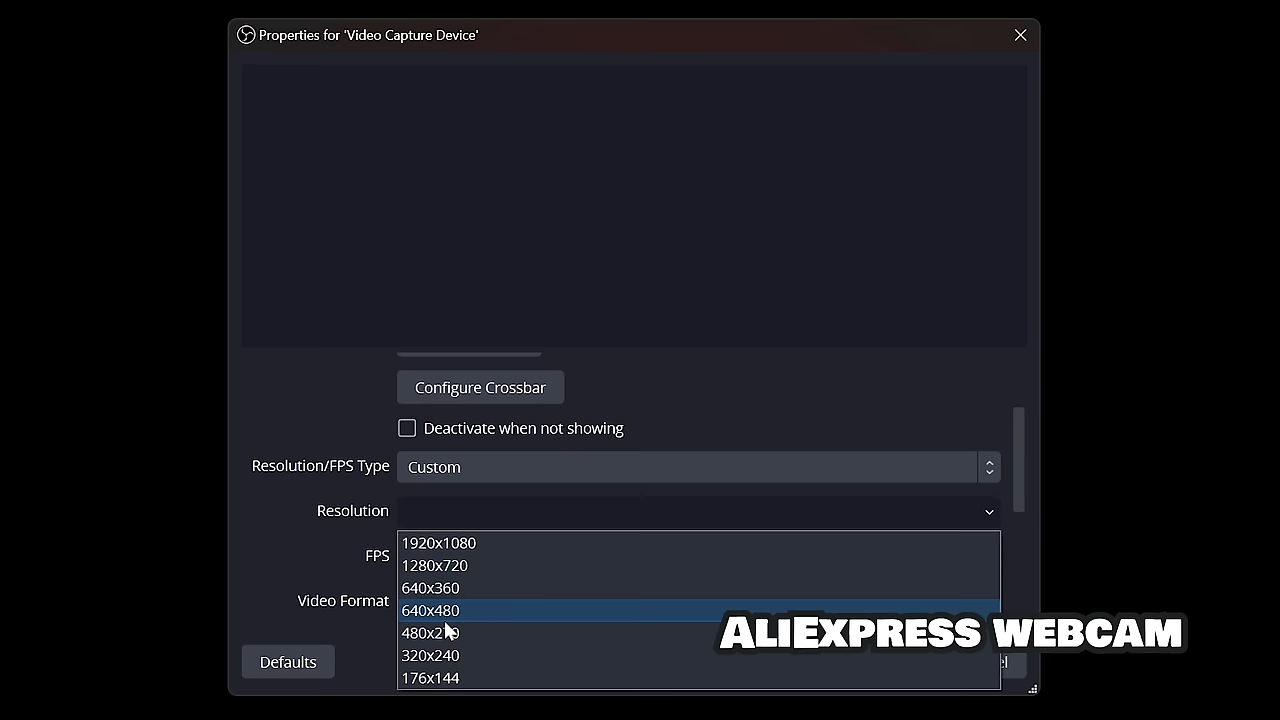 Properties for 'Video Capture Device'
Configure Crossbar
Deactivate when not showing
Resolution/FPS Type
Custom
Resolution
1920x1080
FPS
1280x720
640x360
Video Format
640x480
320x240
176x144
Defaults
AliExpress webcam